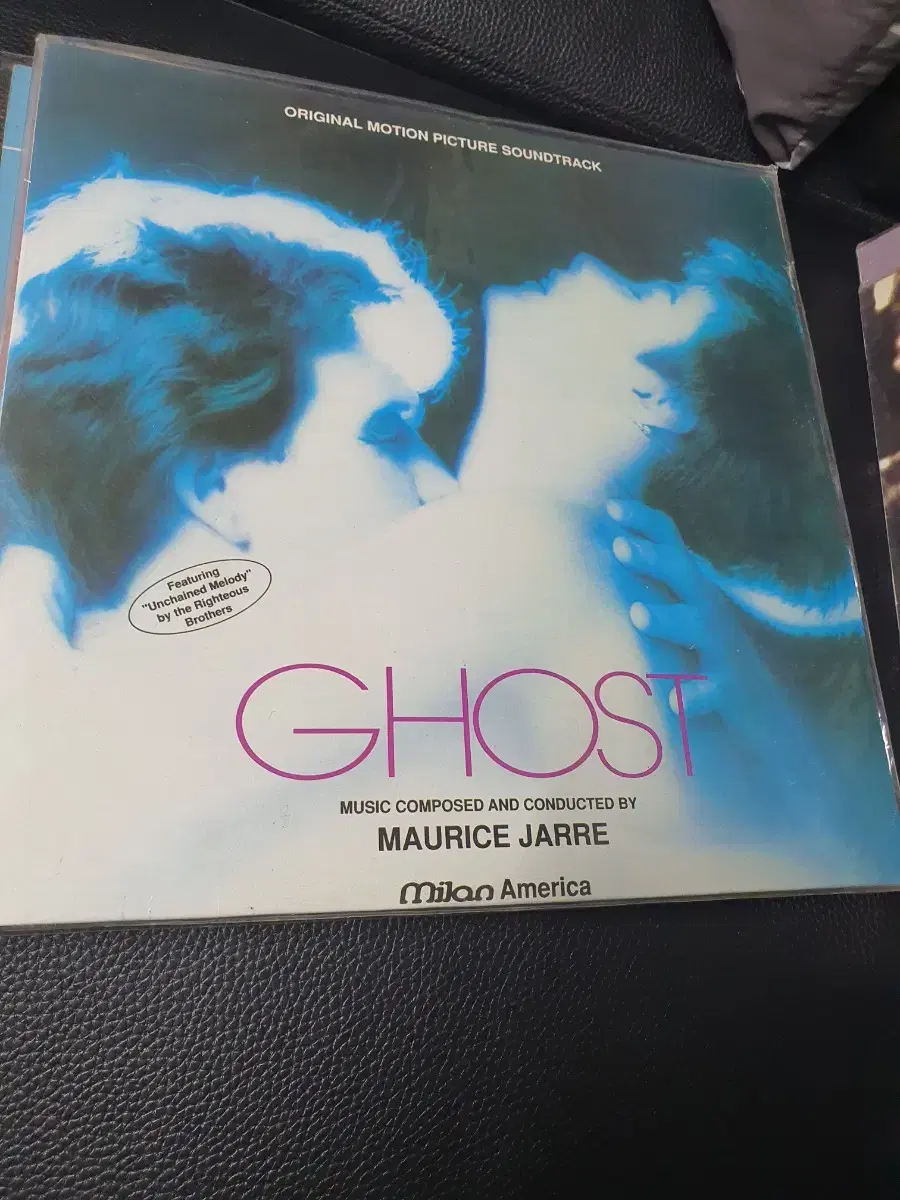 ORIGINAL MOTION PICTURE SOUNDTRACK
Featuring
"Unchained Melody"
by the Righteous
Brothers
GHOST
MUSIC COMPOSED AND CONDUCTED BY
MAURICE JARRE
milan America